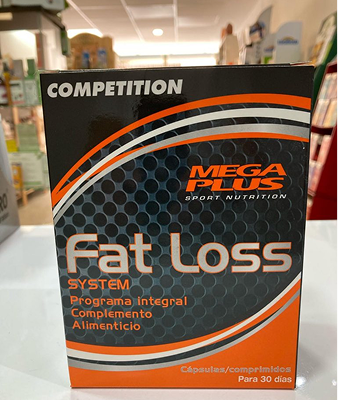 COMPETITION
MEGA
PLUS
SPORT NUTRITION
Fat Loss
SYSTEM
Programa integral
Complemento
Alimenticio
Cápsulas/comprimidos
Para 30 días